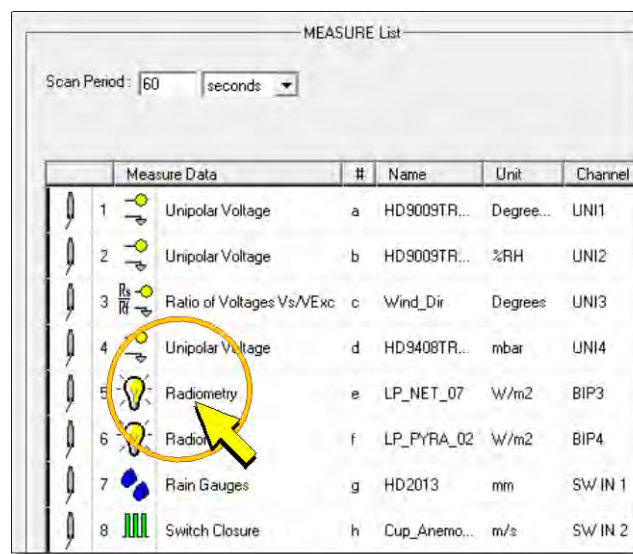 MEASURE List
Scan Period : 60 seconds
Measure Data # Name Unit Channel
1 Unipolar Voltage a HD9009TR... Degree... UNI1
2 Unipolar Voltage b HD9009TR... %RH UNI2
3 Rs Rf Ratio of Voltages Vs/VExc c Wind_Dir Degrees UNI3
4 Unipolar Voltage d HD9408TR... mbar UNI4
5 Radiometry e LP_NET_07 W/m2 BIP3
6 f LP_PYRA_02 W/m2 BIP4
7 Rain Gauges g HD2013 mm SW IN 1
8 Switch Closure h Cup_Anemo... m/s SW IN 2